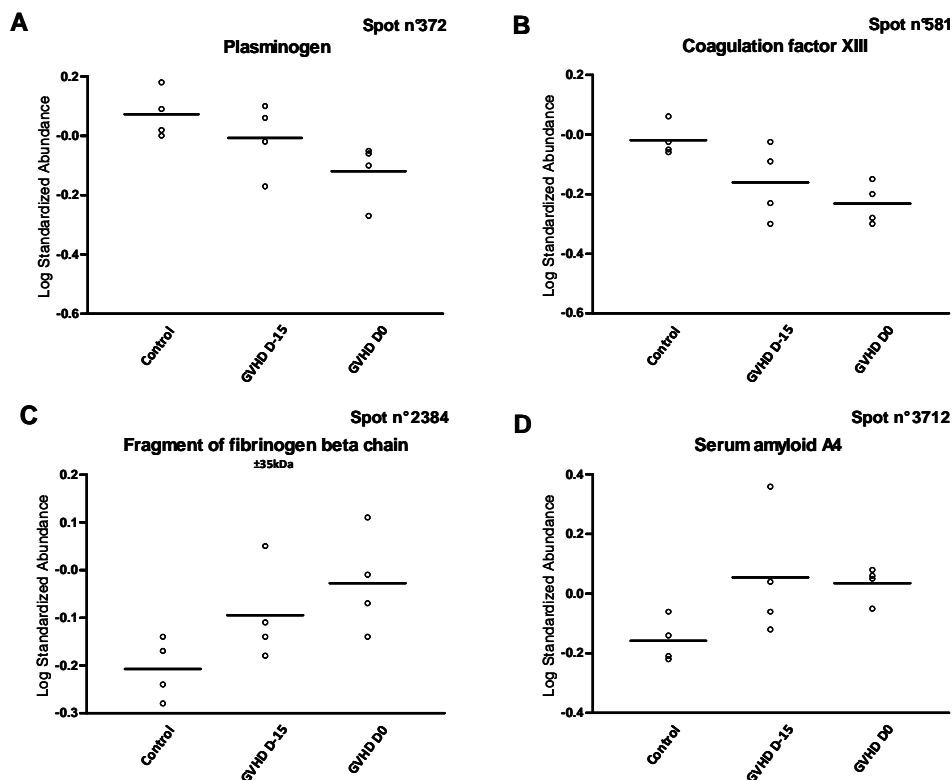 A
Spot n°372
Plasminogen
Log Standardized Abundance
0.2
-0.0
-0.2
-0.4
-0.6
Control
GVHD D-15
GVHD D0
B
Spot n°581
Coagulation factor XIII
Log Standardized Abundance
0.2
-0.0
-0.2
-0.4
-0.6
Control
GVHD D-15
GVHD D0
C
Spot n°2384
Fragment of fibrinogen beta chain
±35kDa
Log Standardized Abundance
0.2
0.1
-0.0
-0.1
-0.2
-0.3
Control
GVHD D-15
GVHD D0
D
Spot n°3712
Serum amyloid A4
Log Standardized Abundance
0.4
0.2
0.0
-0.2
-0.4
Control
GVHD D-15
GVHD D0